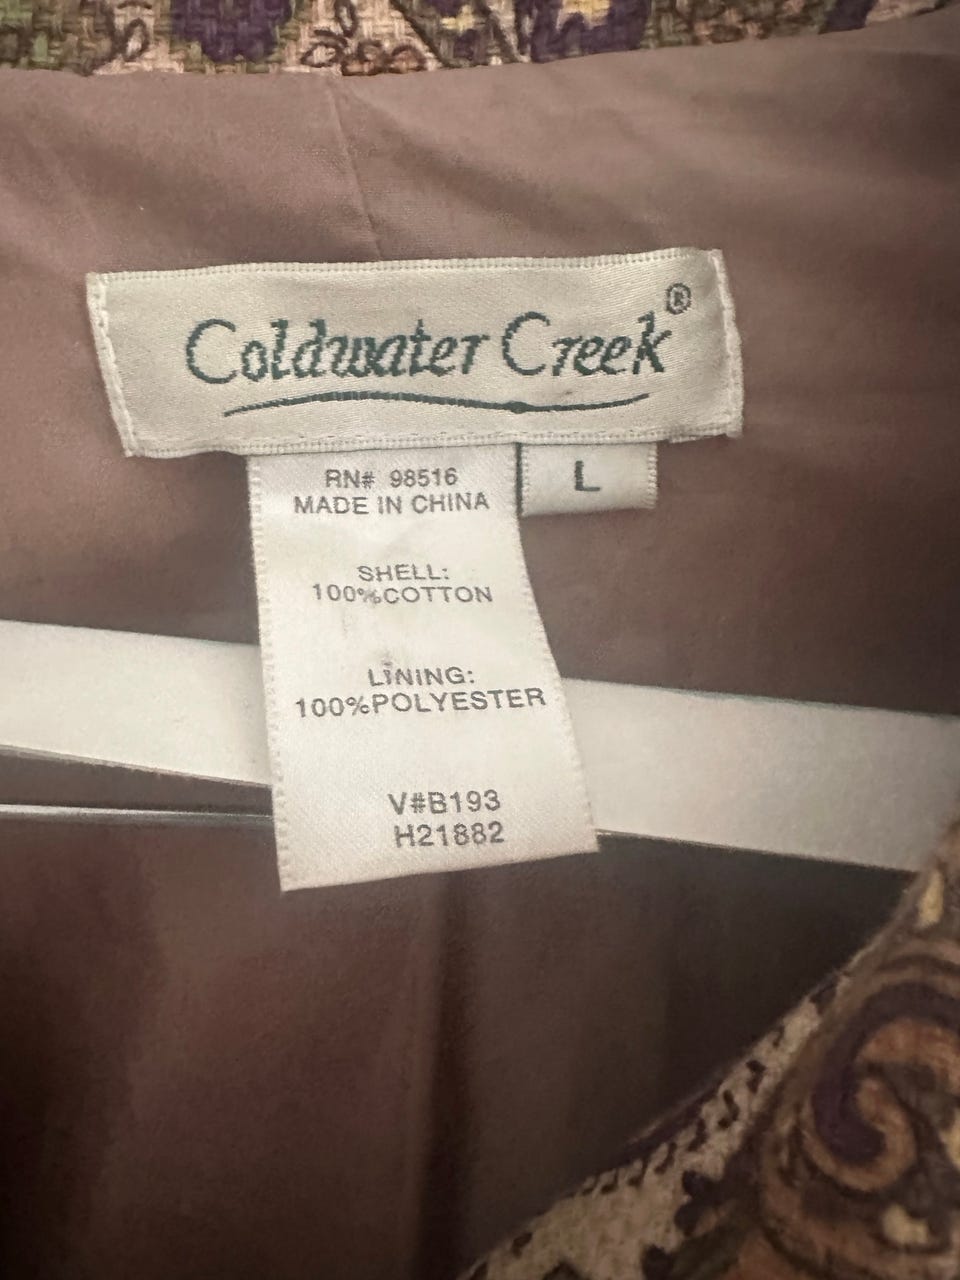 Coldwater Creek®
L
RN# 98516
MADE IN CHINA
SHELL:
100%COTTON
LINING:
100%POLYESTER
V#B193
H21882